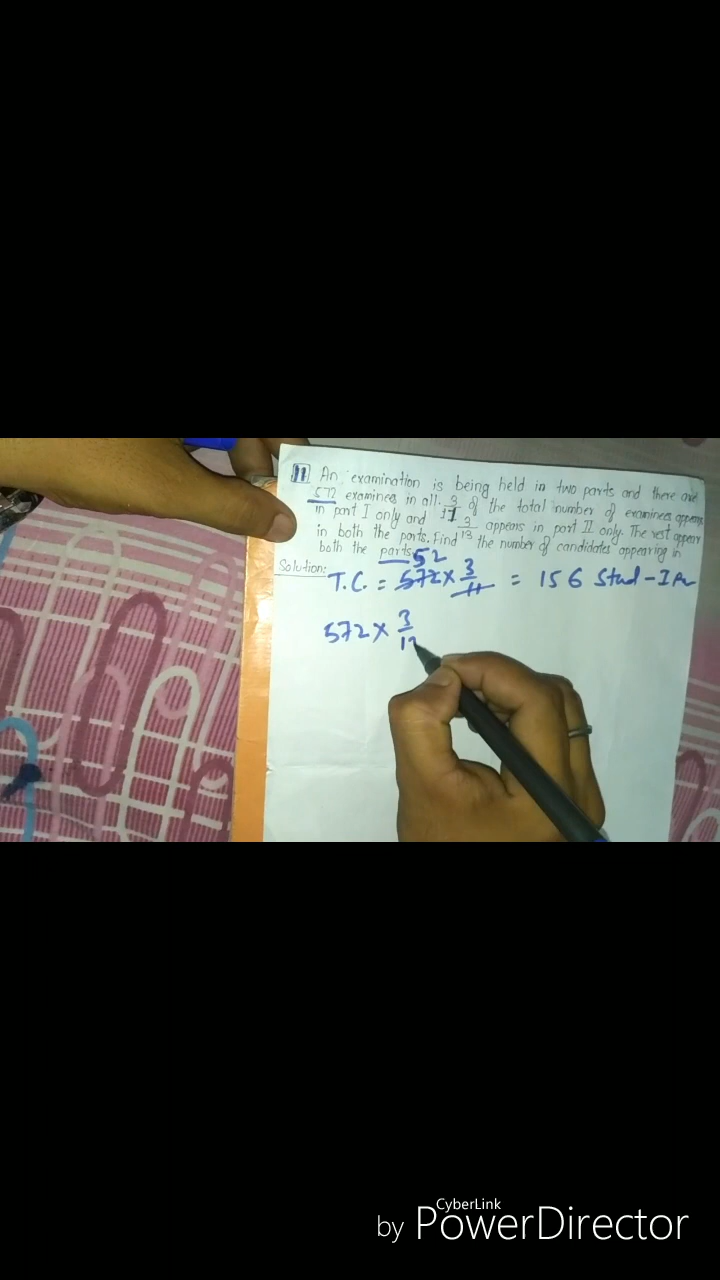 11 An examination is being held in two parts and there are
572 examinees in all. 3/11 of the total number of examinees appears
in part I only and 3/13 appears in part II only. The rest appear
in both the parts. Find the number of candidates appearing in
both the parts.
Solution:
52
T.C. = 572 × 3/11 = 156 Stud - I
572 × 3/1
CyberLink
by PowerDirector